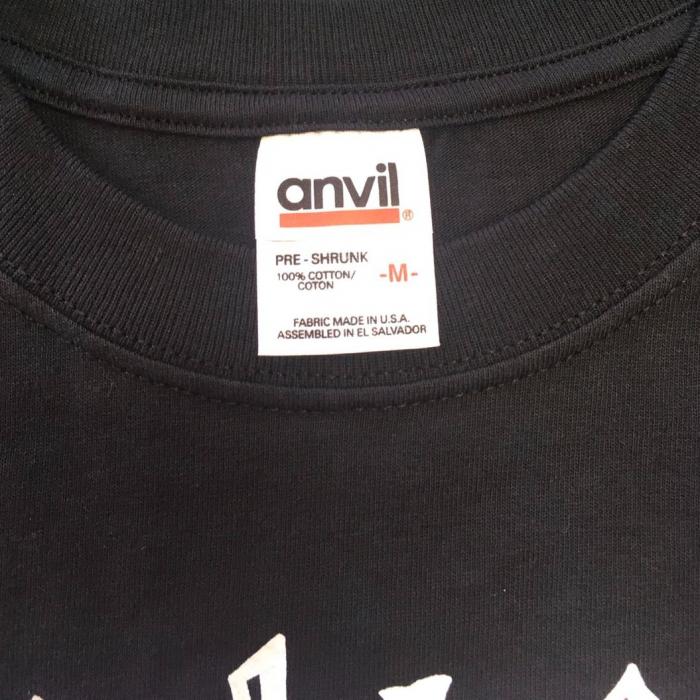 anvil®
PRE-SHRUNK
100% COTTON/
COTON
-M-
FABRIC MADE IN U.S.A.
ASSEMBLED IN EL SALVADOR